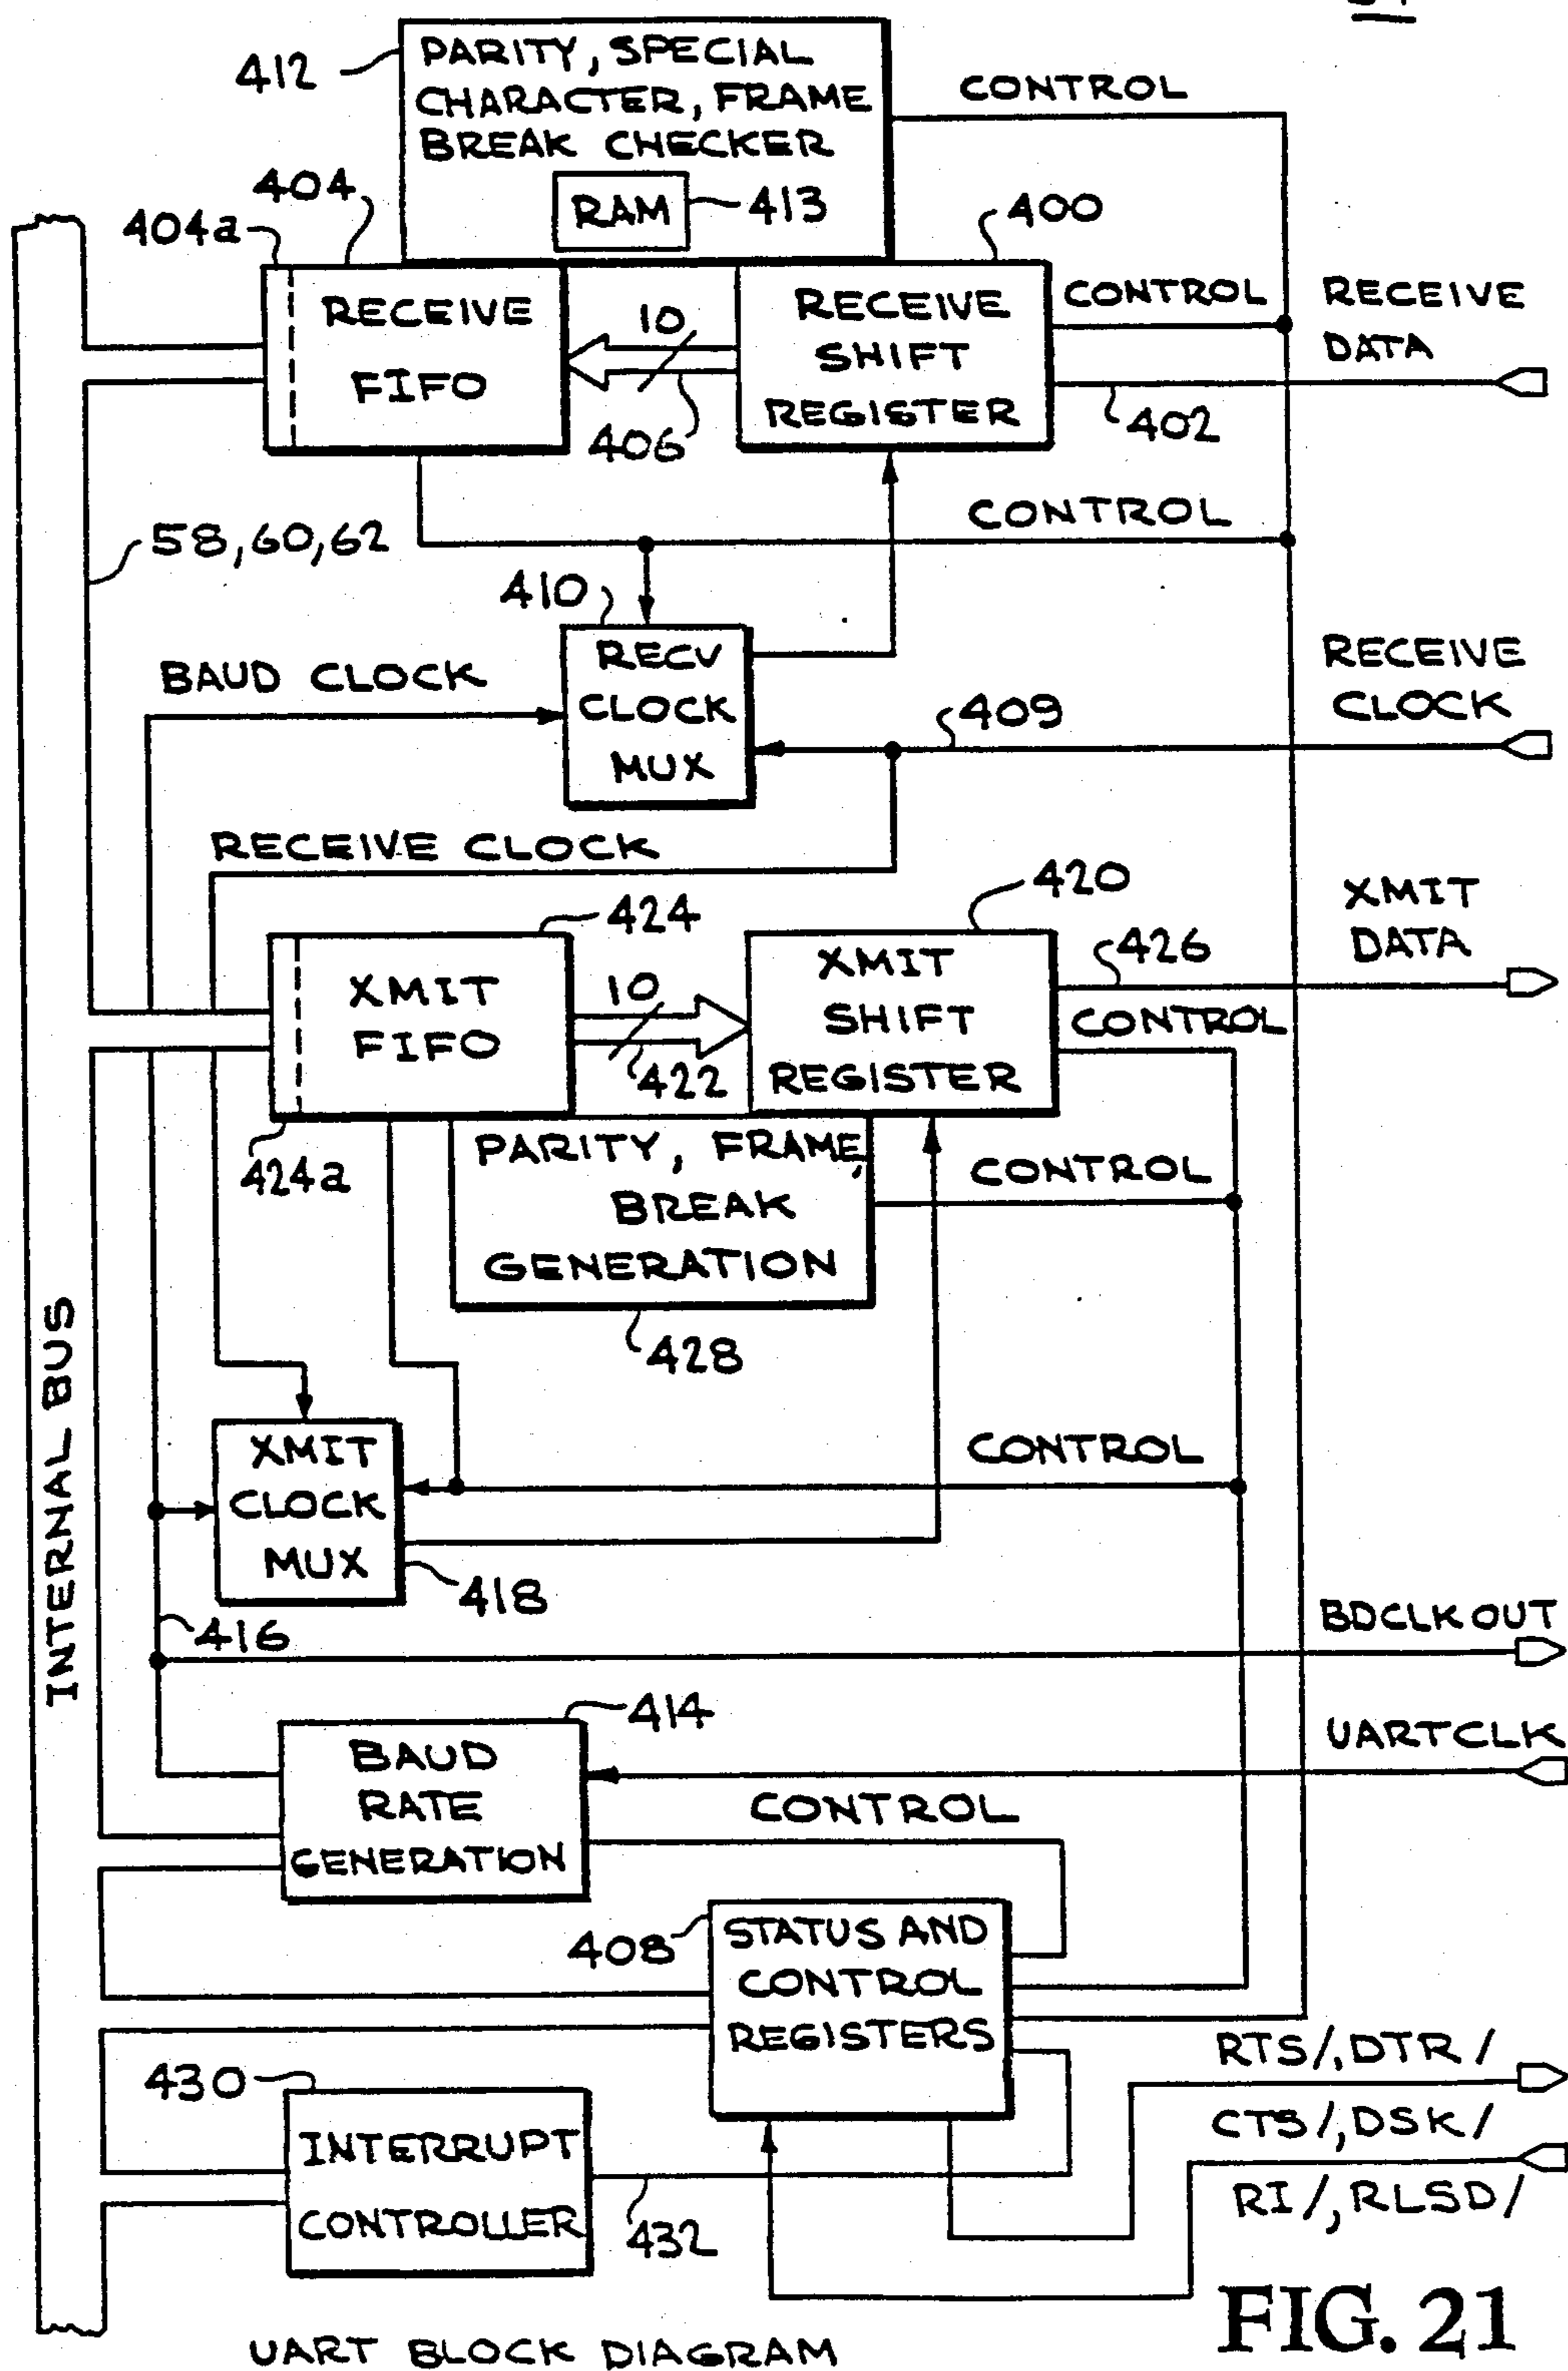 412
PARITY, SPECIAL
CHARACTER, FRAME
BREAK CHECKER
CONTROL
RAM
413
404
404a
400
RECEIVE
FIFO
10
406
RECEIVE
SHIFT
REGISTER
CONTROL
RECEIVE
DATA
402
58,60,62
CONTROL
410
RECV
CLOCK
MUX
BAUD CLOCK
409
RECEIVE
CLOCK
RECEIVE CLOCK
424
420
XMIT
FIFO
10
422
XMIT
SHIFT
REGISTER
426
XMIT
DATA
CONTROL
424a
PARITY, FRAME,
BREAK
GENERATION
CONTROL
428
INTERNAL BUS
XMIT
CLOCK
MUX
CONTROL
418
416
BDCLKOUT
414
UARTCLK
BAUD
RATE
GENERATION
CONTROL
408
STATUS AND
CONTROL
REGISTERS
RTS/,DTR/
430
CTS/,DSK/
INTERRUPT
CONTROLLER
432
RI/,RLSD/
FIG. 21
UART BLOCK DIAGRAM